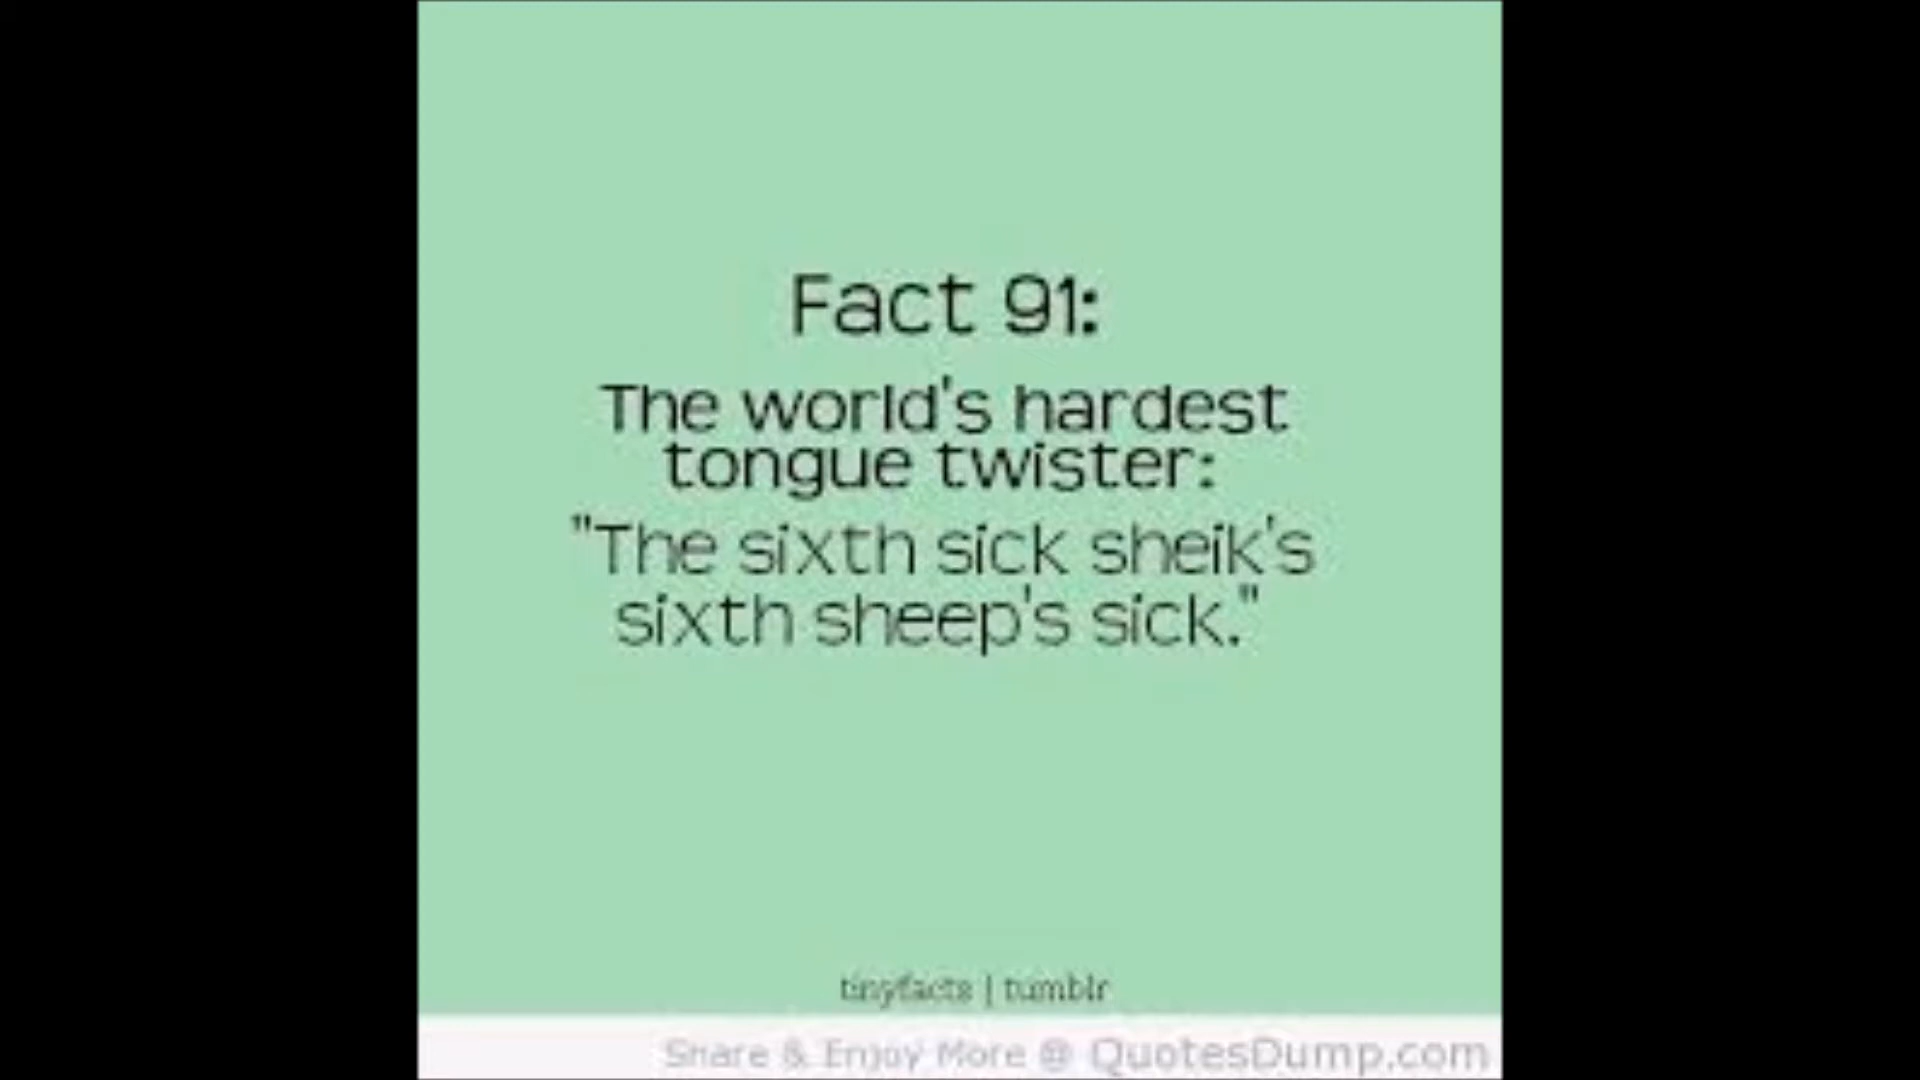 Fact 91:
The world's hardest
tongue twister:
"The sixth sick sheik's
sixth sheep's sick."
tinyfacts | tumblr
Share & Enjoy More @ QuotesDump.com